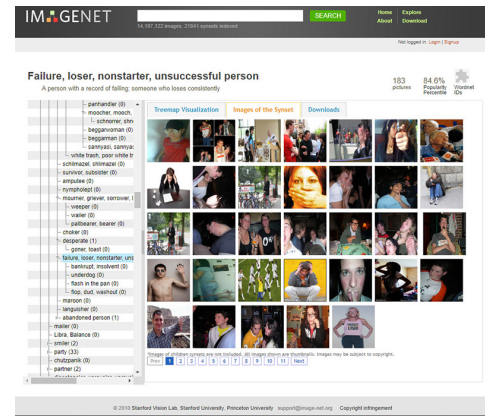 IMAGENET
SEARCH
Home Explore
About Download
14,197,122 images, 21841 synsets indexed
Not logged in. Login | Signup
Failure, loser, nonstarter, unsuccessful person
A person with a record of failing; someone who loses consistently
183
pictures
84.6%
Popularity
Percentile
Wordnet
IDs
Treemap Visualization
Images of the Synset
Downloads
panhandler (0)
moocher, mooch,
schnorrer, shn
beggarwoman (0)
beggarman (0)
sannyasi, sannyas
white trash, poor white tr
schlimazel, shlimazel (0)
survivor, subsister (0)
amputee (0)
nympholept (0)
mourner, griever, sorrower, l
weeper (0)
wailer (0)
pallbearer, bearer (0)
choker (0)
desperate (1)
goner, toast (0)
failure, loser, nonstarter, uns
bankrupt, insolvent (0)
underdog (0)
flash in the pan (0)
flop, dud, washout (0)
maroon (0)
languisher (0)
abandoned person (1)
mailer (0)
Libra, Balance (0)
smiler (2)
party (33)
chutzpanik (0)
partner (2)
*Images of children synsets are not included. All images shown are thumbnails. Images may be subject to copyright.
Prev 1 2 3 4 5 6 7 8 9 10 11 Next
© 2010 Stanford Vision Lab, Stanford University, Princeton University support@image-net.org Copyright infringement